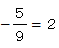 -5/9 = 2